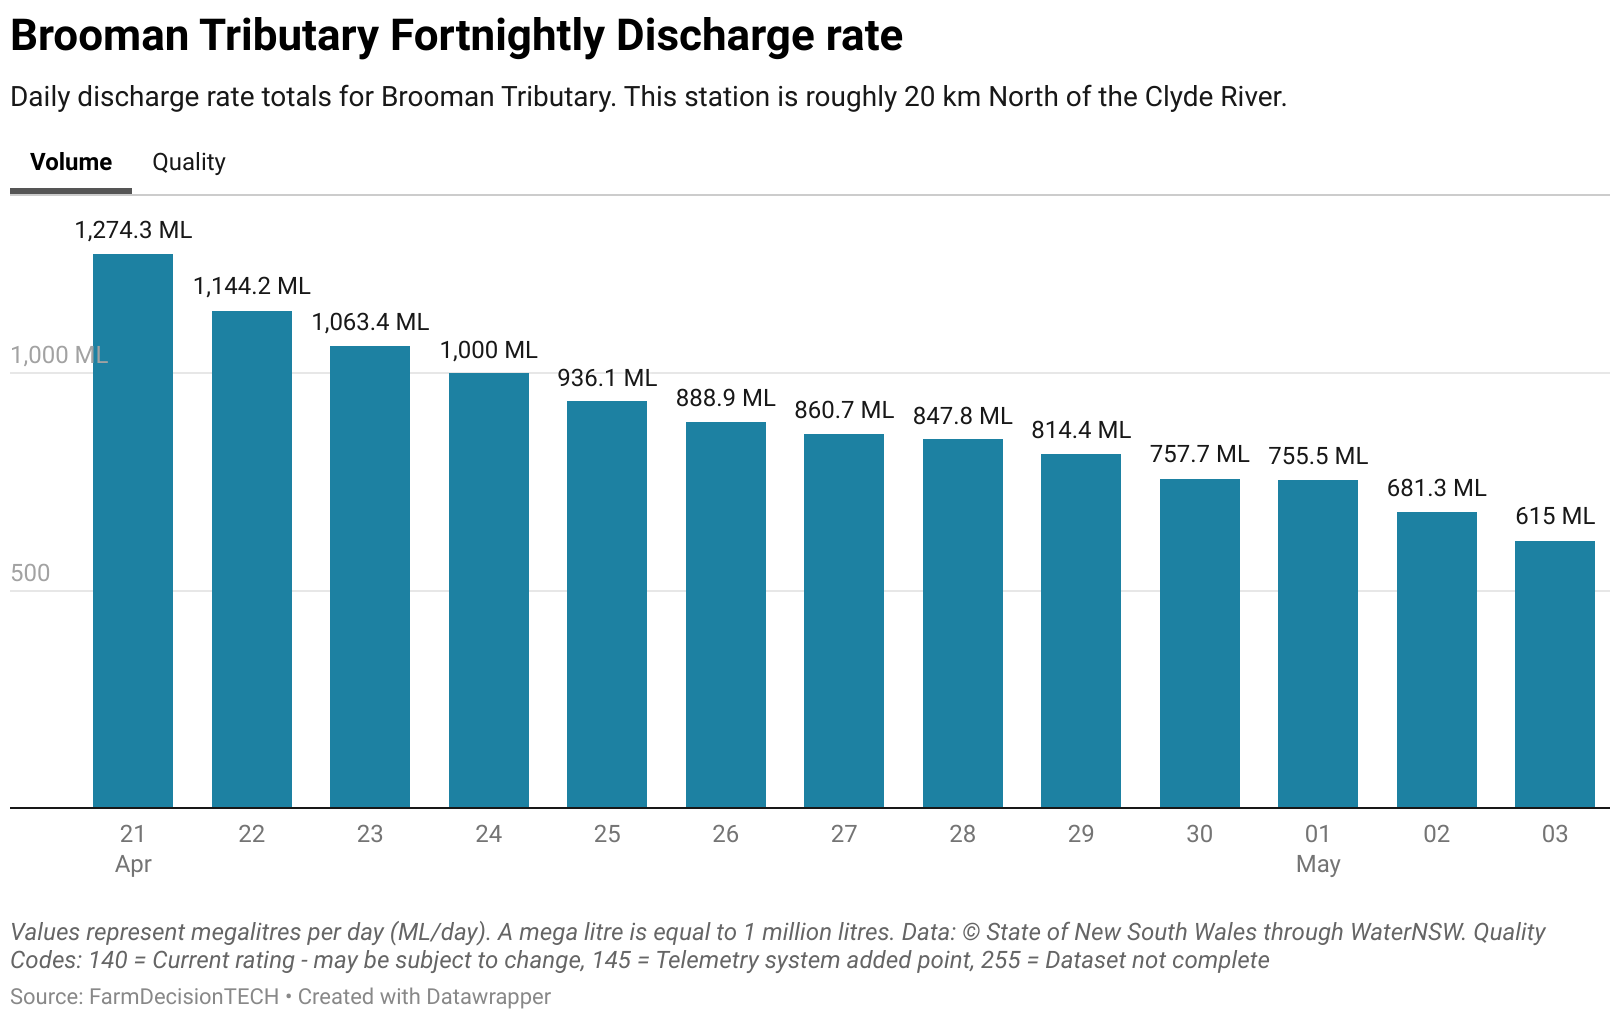 Brooman Tributary Fortnightly Discharge rate
Daily discharge rate totals for Brooman Tributary. This station is roughly 20 km North of the Clyde River.
Volume Quality
1,274.3 ML
1,144.2 ML
1,063.4 ML
1,000 ML
936.1 ML
888.9 ML
860.7 ML
847.8 ML
814.4 ML
757.7 ML
755.5 ML
681.3 ML
615 ML
1,000 ML
500
21 22 23 24 25 26 27 28 29 30 01 02 03
Apr May
Values represent megalitres per day (ML/day). A mega litre is equal to 1 million litres. Data: © State of New South Wales through WaterNSW. Quality
Codes: 140 = Current rating - may be subject to change, 145 = Telemetry system added point, 255 = Dataset not complete
Source: FarmDecisionTECH • Created with Datawrapper